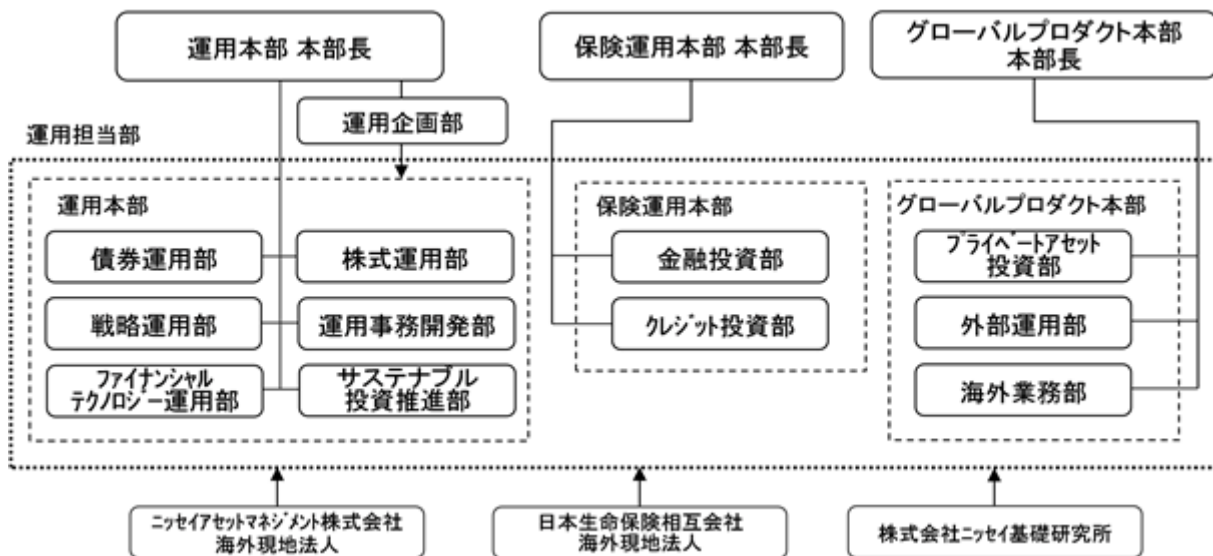 運用本部 本部長
保険運用本部 本部長
グローバルプロダクト本部
本部長
運用企画部
運用担当部
運用本部
債券運用部
株式運用部
戦略運用部
運用事務開発部
ファイナンシャル
テクノロジー運用部
サステナブル
投資推進部
保険運用本部
金融投資部
クレジット投資部
グローバルプロダクト本部
プライベートアセット
投資部
外部運用部
海外業務部
ニッセイアセットマネジメント株式会社
海外現地法人
日本生命保険相互会社
海外現地法人
株式会社ニッセイ基礎研究所